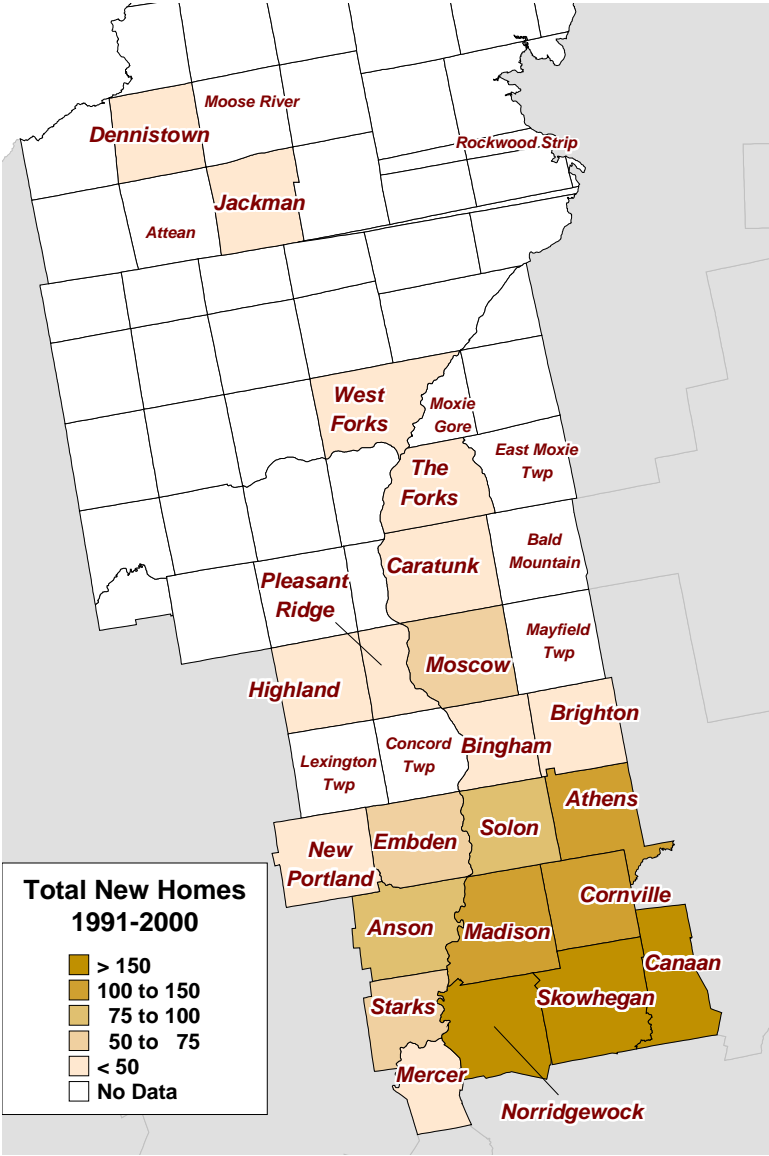 Moose River
Dennistown
Rockwood Strip
Jackman
Attean
West
Forks
Moxie
Gore
East Moxie
Twp
The
Forks
Bald
Mountain
Caratunk
Pleasant
Ridge
Mayfield
Twp
Moscow
Highland
Brighton
Concord
Twp
Bingham
Lexington
Twp
Athens
Solon
Embden
New
Portland
Total New Homes
1991-2000
> 150
100 to 150
75 to 100
50 to 75
< 50
No Data
Cornville
Anson
Madison
Canaan
Skowhegan
Starks
Mercer
Norridgewock